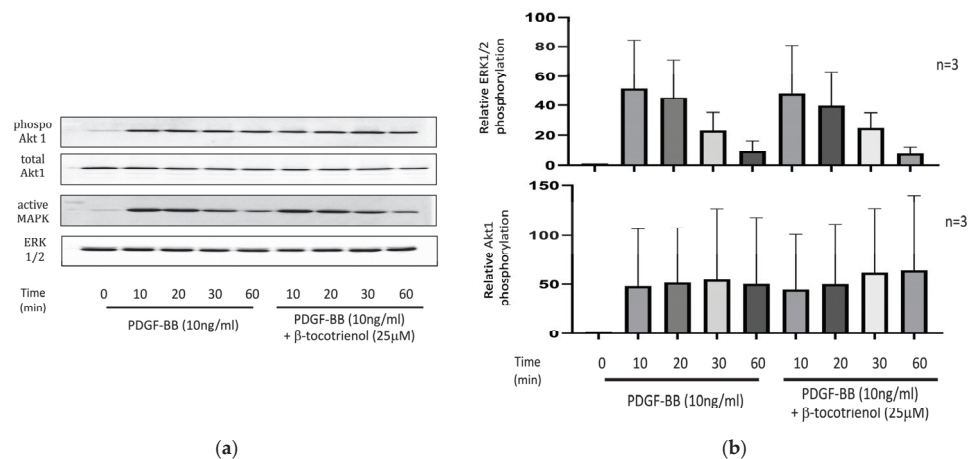 (a)
phospo
Akt 1
total
Akt1
active
MAPK
ERK
1/2
Time
(min)
0 10 20 30 60 10 20 30 60
PDGF-BB (10ng/ml)
PDGF-BB (10ng/ml)
+ β-tocotrienol (25μM)
(b)
Relative ERK1/2
phosphorylation
100
80
60
40
20
0
n=3
Relative Akt1
phosphorylation
150
100
50
0
n=3
Time
(min)
0 10 20 30 60 10 20 30 60
PDGF-BB (10ng/ml)
PDGF-BB (10ng/ml)
+ β-tocotrienol (25μM)
(a)
(b)